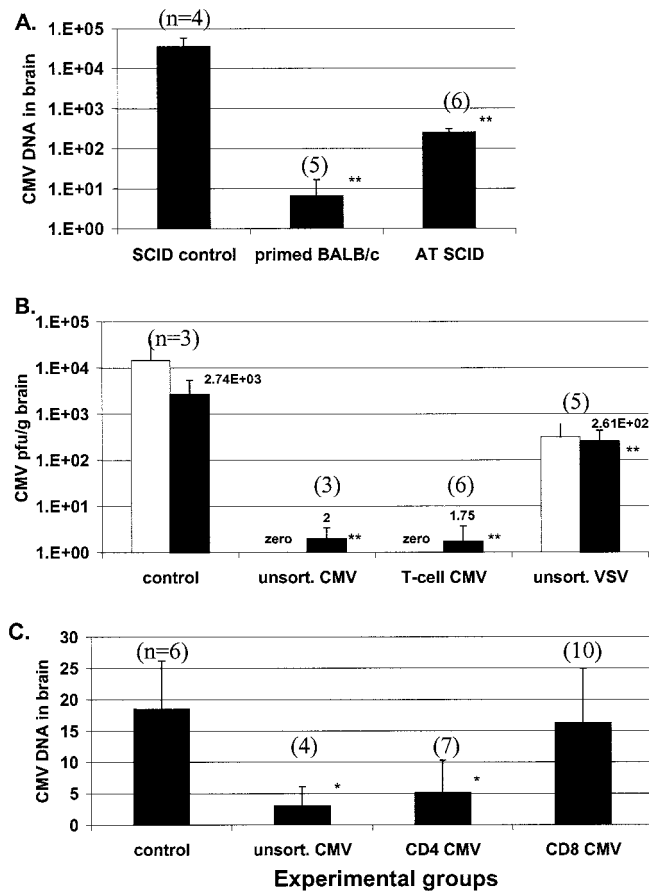 A.
CMV DNA in brain
1.E+05
1.E+04
1.E+03
1.E+02
1.E+01
1.E+00
(n=4)
(5)
**
(6)
**
SCID control
primed BALB/c
AT SCID
B.
CMV pfu/g brain
1.E+05
1.E+04
1.E+03
1.E+02
1.E+01
1.E+00
(n=3)
2.74E+03
(3)
zero
2
**
(6)
zero
1.75
**
(5)
2.61E+02
**
control
unsort. CMV
T-cell CMV
unsort. VSV
C.
CMV DNA in brain
30
25
20
15
10
5
0
(n=6)
(4)
*
(7)
*
(10)
control
unsort. CMV
CD4 CMV
CD8 CMV
Experimental groups